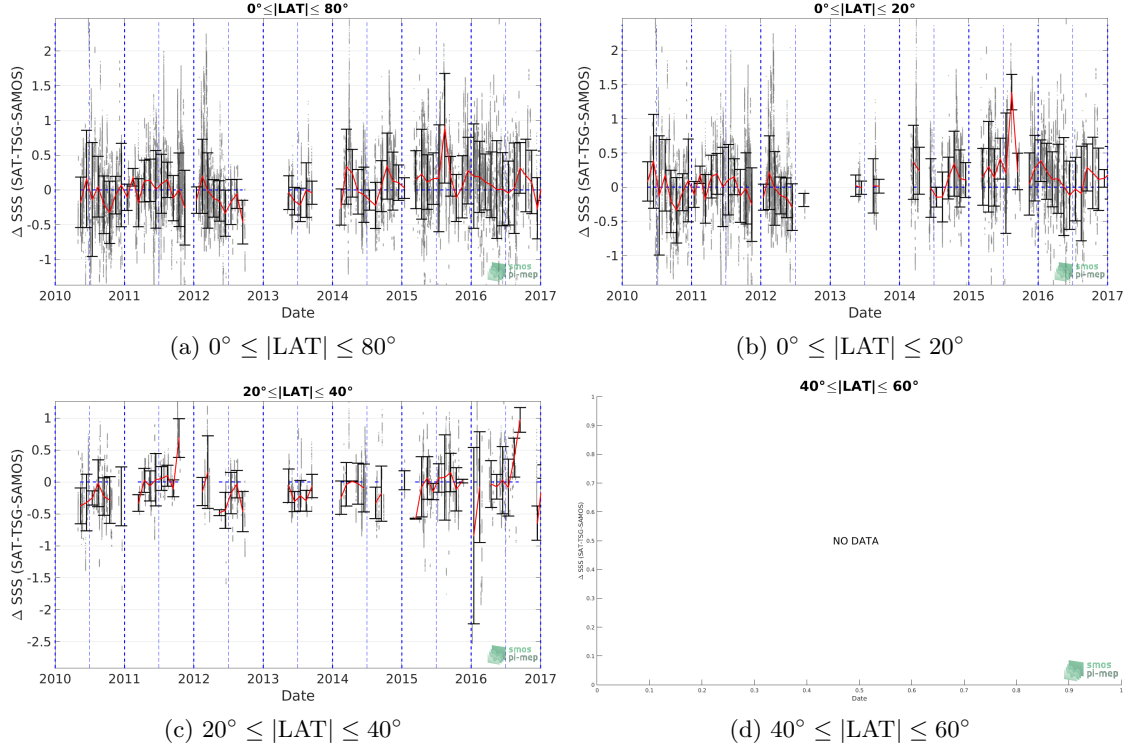 0°≤|LAT|≤ 80°
Δ SSS (SAT-TSG-SAMOS)
2
1.5
1
0.5
0
-0.5
-1
2010 2011 2012 2013 2014 2015 2016 2017
Date
smos
pi-mep
(a) 0° ≤ |LAT| ≤ 80°
0°≤|LAT|≤ 20°
Δ SSS (SAT-TSG-SAMOS)
2
1.5
1
0.5
0
-0.5
-1
2010 2011 2012 2013 2014 2015 2016 2017
Date
smos
pi-mep
(b) 0° ≤ |LAT| ≤ 20°
20°≤|LAT|≤ 40°
Δ SSS (SAT-TSG-SAMOS)
1
0.5
0
-0.5
-1
-1.5
-2
-2.5
2010 2011 2012 2013 2014 2015 2016 2017
Date
smos
pi-mep
(c) 20° ≤ |LAT| ≤ 40°
40°≤|LAT|≤ 60°
Δ SSS (SAT-TSG-SAMOS)
1
0.9
0.8
0.7
0.6
0.5
0.4
0.3
0.2
0.1
0
NO DATA
0 0.1 0.2 0.3 0.4 0.5 0.6 0.7 0.8 0.9 1
Date
smos
pi-mep
(d) 40° ≤ |LAT| ≤ 60°